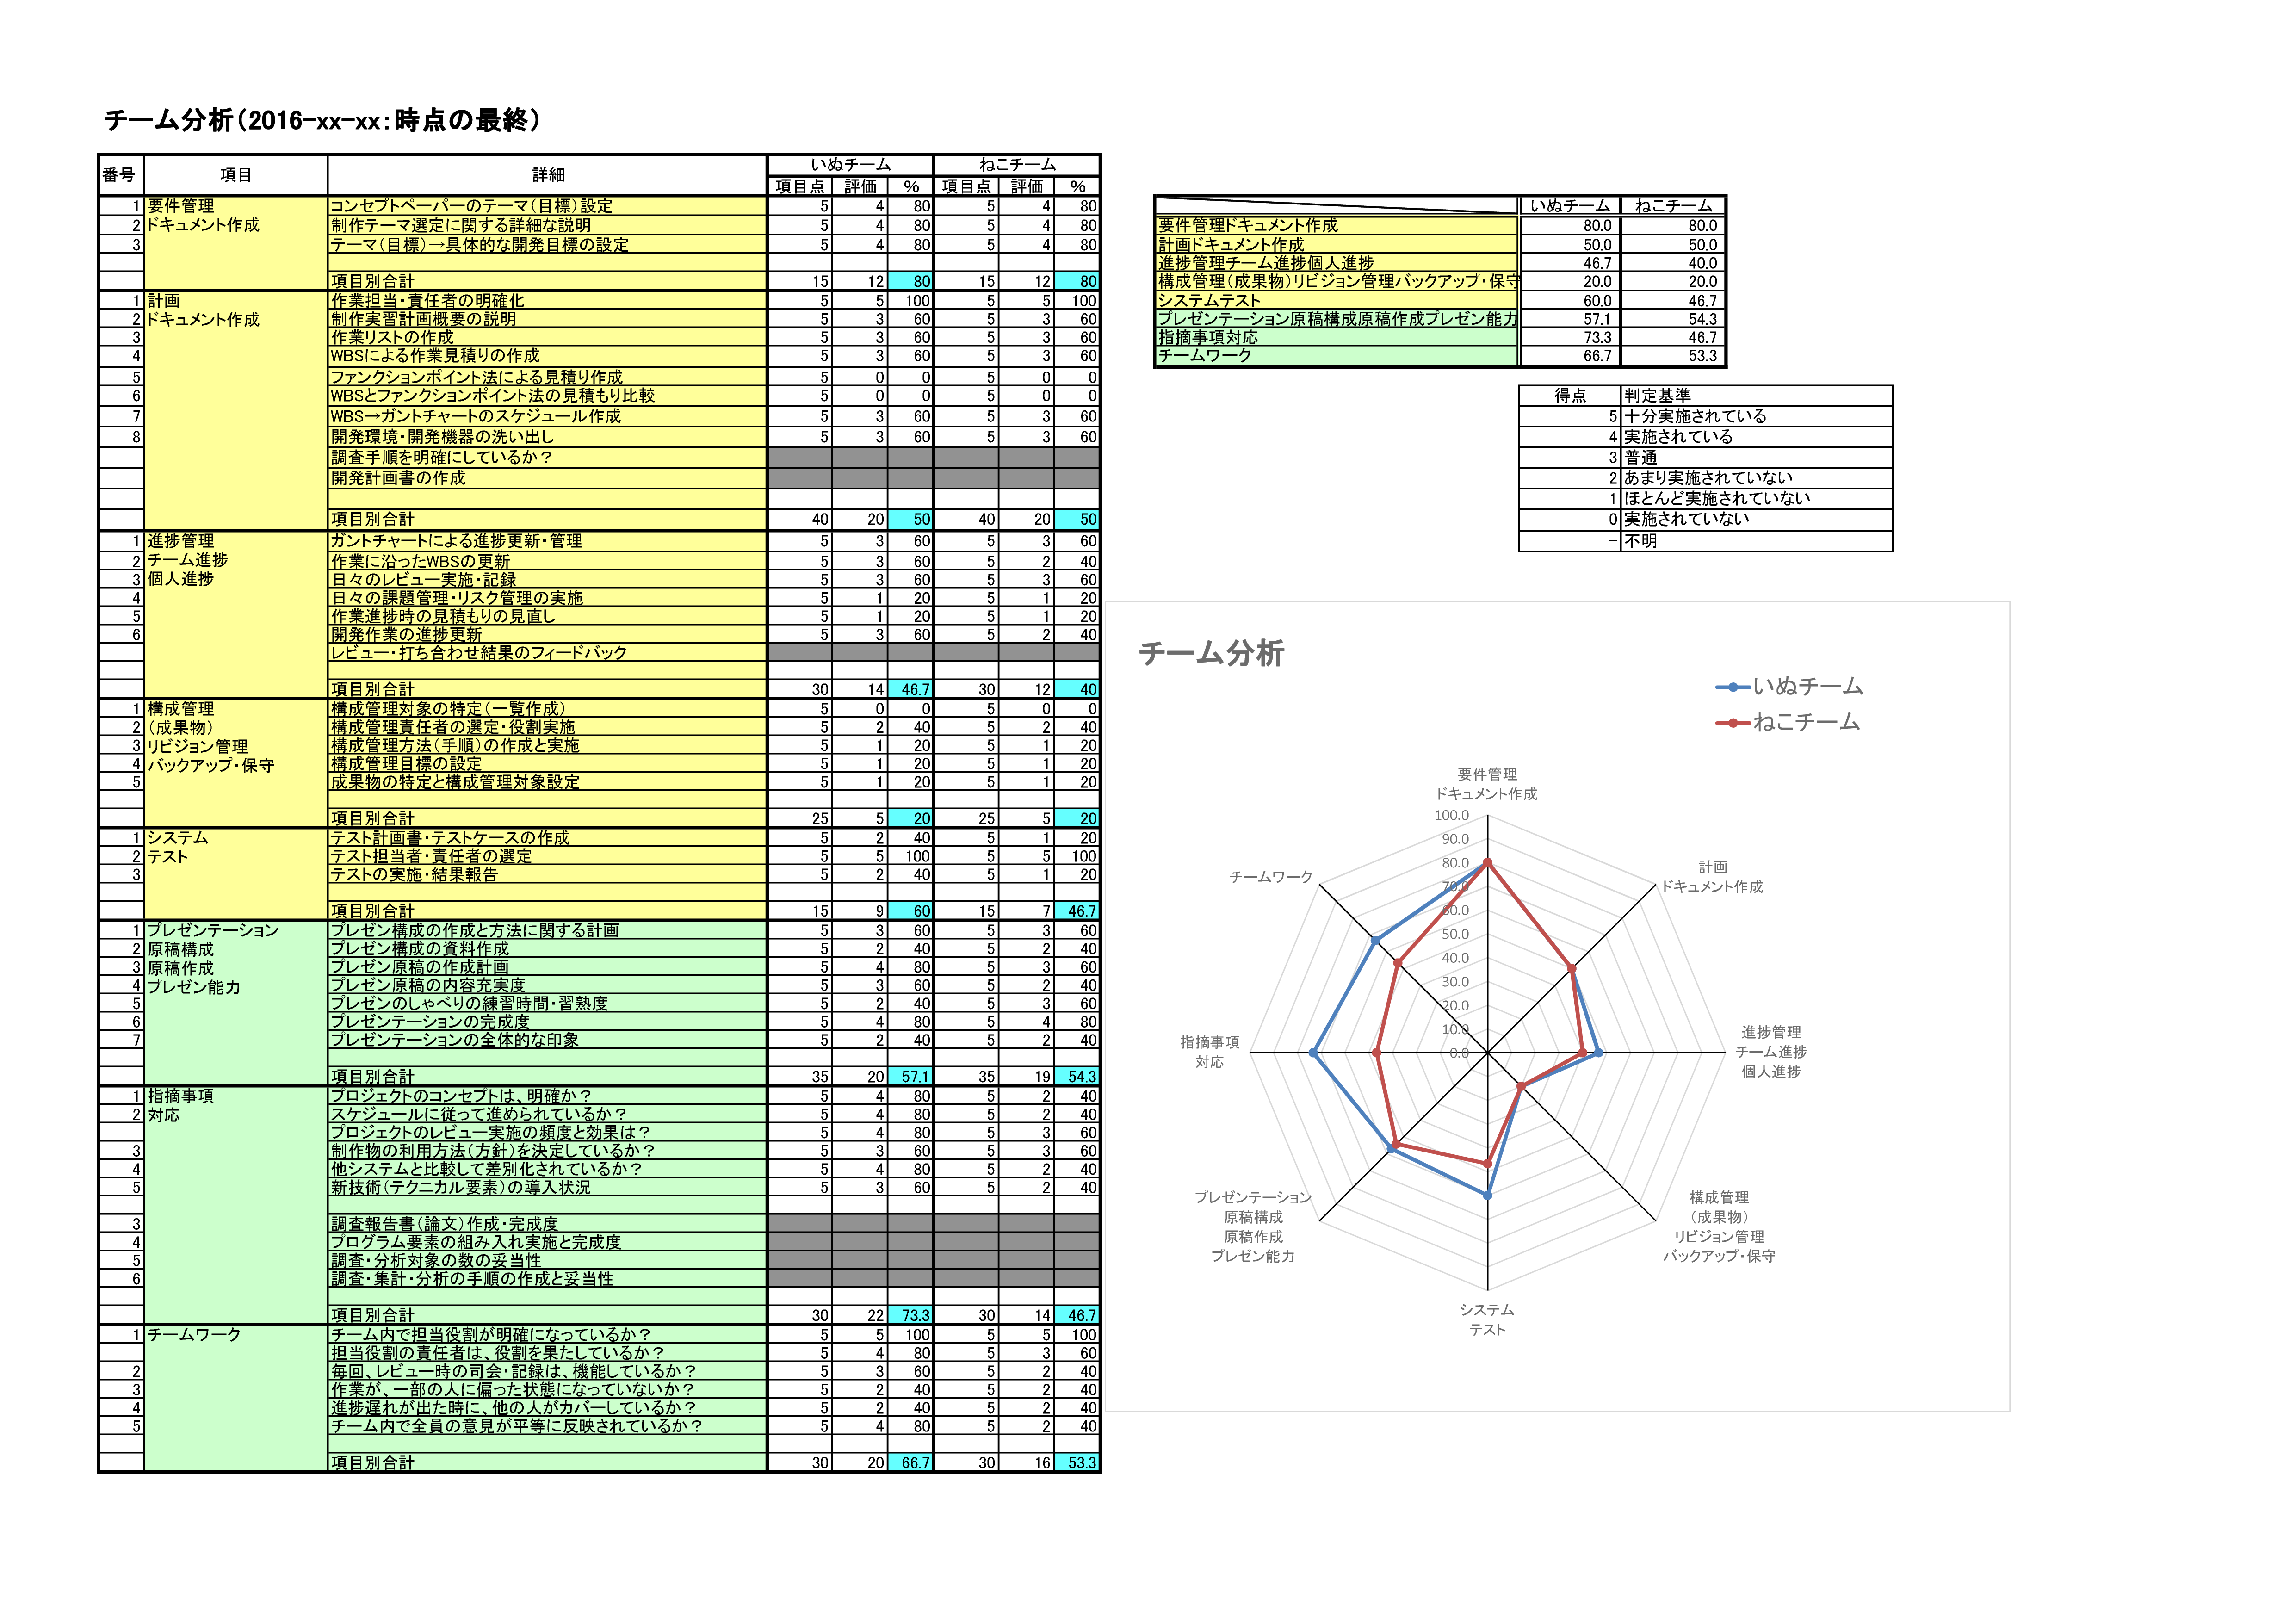 チーム分析（2016-xx-xx：時点の最終）
番号 項目 詳細 いぬチーム ねこチーム
項目点 評価 % 項目点 評価 %
1 要件管理 コンセプトペーパーのテーマ（目標）設定 5 4 80 5 4 80
2 ドキュメント作成 制作テーマ選定に関する詳細な説明 5 4 80 5 4 80
3 テーマ（目標）→具体的な開発目標の設定 5 4 80 5 4 80
項目別合計 15 12 80 15 12 80
1 計画 作業担当・責任者の明確化 5 5 100 5 5 100
2 ドキュメント作成 制作実習計画概要の説明 5 3 60 5 3 60
3 作業リストの作成 5 3 60 5 3 60
4 WBSによる作業見積りの作成 5 3 60 5 3 60
5 ファンクションポイント法による見積り作成 5 0 0 5 0 0
6 WBSとファンクションポイント法の見積もり比較 5 0 0 5 0 0
7 WBS→ガントチャートのスケジュール作成 5 3 60 5 3 60
8 開発環境・開発機器の洗い出し 5 3 60 5 3 60
調査手順を明確にしているか？
開発計画書の作成
項目別合計 40 20 50 40 20 50
1 進捗管理 ガントチャートによる進捗更新・管理 5 3 60 5 3 60
2 チーム進捗 作業に沿ったWBSの更新 5 3 60 5 2 40
3 個人進捗 日々のレビュー実施・記録 5 3 60 5 3 60
4 日々の課題管理・リスク管理の実施 5 1 20 5 1 20
5 作業進捗時の見積もりの見直し 5 1 20 5 1 20
6 開発作業の進捗更新 5 3 60 5 2 40
レビュー・打ち合わせ結果のフィードバック
項目別合計 30 14 46.7 30 12 40
1 構成管理 構成管理対象の特定（一覧作成） 5 0 0 5 0 0
2 （成果物） 構成管理責任者の選定・役割実施 5 2 40 5 2 40
3 リビジョン管理 構成管理方法（手順）の作成と実施 5 1 20 5 1 20
4 バックアップ・保守 構成管理目標の設定 5 1 20 5 1 20
5 成果物の特定と構成管理対象設定 5 1 20 5 1 20
項目別合計 25 5 20 25 5 20
1 システム テスト計画書・テストケースの作成 5 2 40 5 1 20
2 テスト テスト担当者・責任者の選定 5 5 100 5 5 100
3 テストの実施・結果報告 5 2 40 5 1 20
項目別合計 15 9 60 15 7 46.7
1 プレゼンテーション プレゼン構成の作成と方法に関する計画 5 3 60 5 3 60
2 原稿構成 プレゼン構成の資料作成 5 2 40 5 2 40
3 原稿作成 プレゼン原稿の作成計画 5 4 80 5 3 60
4 プレゼン能力 プレゼン原稿の内容充実度 5 3 60 5 2 40
5 プレゼンのしゃべりの練習時間・習熟度 5 2 40 5 3 60
6 プレゼンテーションの完成度 5 4 80 5 4 80
7 プレゼンテーションの全体的な印象 5 2 40 5 2 40
項目別合計 35 20 57.1 35 19 54.3
1 指摘事項 プロジェクトのコンセプトは、明確か？ 5 4 80 5 2 40
2 対応 スケジュールに従って進められているか？ 5 4 80 5 2 40
プロジェクトのレビュー実施の頻度と効果は？ 5 4 80 5 3 60
3 制作物の利用方法（方針）を決定しているか？ 5 3 60 5 3 60
4 他システムと比較して差別化されているか？ 5 4 80 5 2 40
5 新技術（テクニカル要素）の導入状況 5 3 60 5 2 40
3 調査報告書（論文）作成・完成度
4 プログラム要素の組み入れ実施と完成度
5 調査・分析対象の数の妥当性
6 調査・集計・分析の手順の作成と妥当性
項目別合計 30 22 73.3 30 14 46.7
1 チームワーク チーム内で担当役割が明確になっているか？ 5 5 100 5 5 100
担当役割の責任者は、役割を果たしているか？ 5 4 80 5 3 60
2 毎回、レビュー時の司会・記録は、機能しているか？ 5 3 60 5 2 40
3 作業が、一部の人に偏った状態になっていないか？ 5 2 40 5 2 40
4 進捗遅れが出た時に、他の人がカバーしているか？ 5 2 40 5 2 40
5 チーム内で全員の意見が平等に反映されているか？ 5 4 80 5 2 40
項目別合計 30 20 66.7 30 16 53.3
いぬチーム ねこチーム
要件管理ドキュメント作成 80.0 80.0
計画ドキュメント作成 50.0 50.0
進捗管理チーム進捗個人進捗 46.7 40.0
構成管理（成果物）リビジョン管理バックアップ・保守 20.0 20.0
システムテスト 60.0 46.7
プレゼンテーション原稿構成原稿作成プレゼン能力 57.1 54.3
指摘事項対応 73.3 46.7
チームワーク 66.7 53.3
得点 判定基準
5 十分実施されている
4 実施されている
3 普通
2 あまり実施されていない
1 ほとんど実施されていない
0 実施されていない
− 不明
チーム分析
いぬチーム
ねこチーム
要件管理
ドキュメント作成
100.0
90.0
80.0
70.0
60.0
50.0
40.0
30.0
20.0
10.0
0.0
計画
ドキュメント作成
進捗管理
チーム進捗
個人進捗
構成管理
（成果物）
リビジョン管理
バックアップ・保守
システム
テスト
プレゼンテーション
原稿構成
原稿作成
プレゼン能力
指摘事項
対応
チームワーク